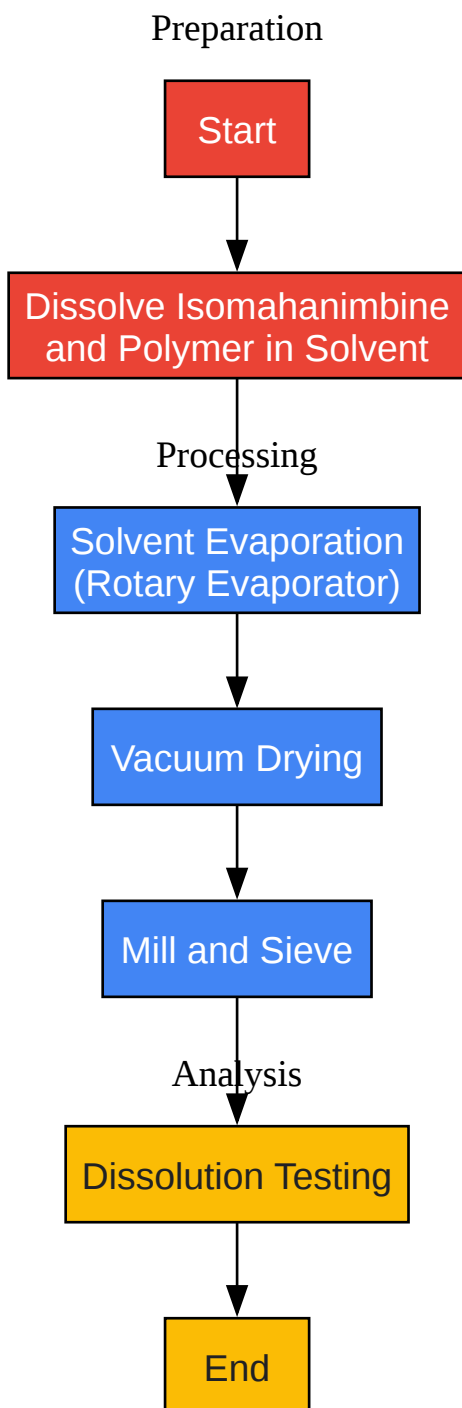 Preparation
Start
Dissolve Isomahanimbine
and Polymer in Solvent
Processing
Solvent Evaporation
(Rotary Evaporator)
Vacuum Drying
Mill and Sieve
Analysis
Dissolution Testing
End